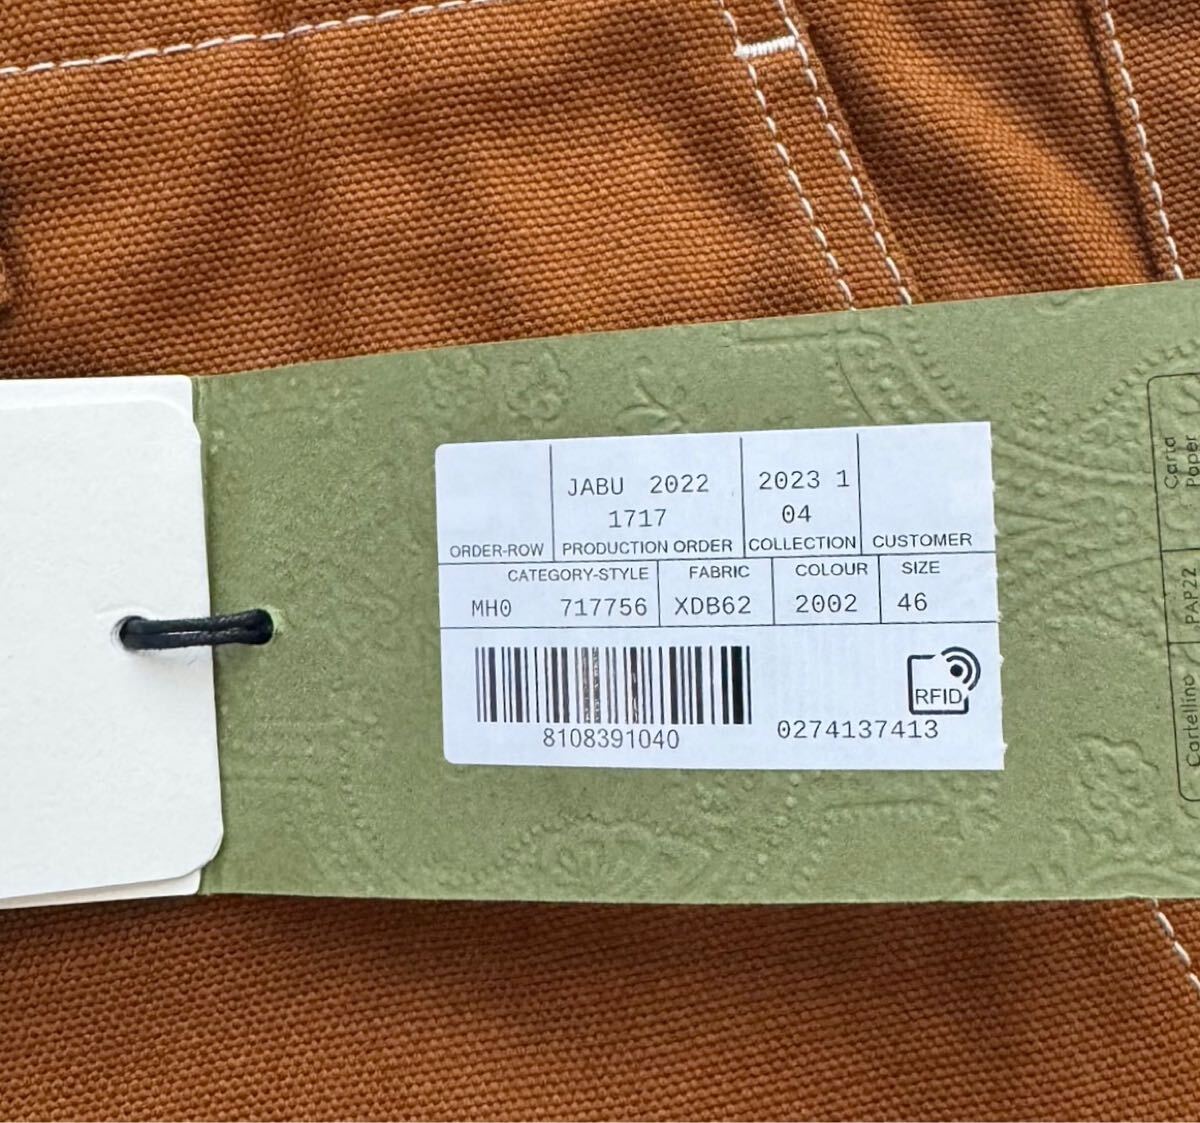 JABU 2022 2023 1
1717 04
ORDER-ROW PRODUCTION ORDER COLLECTION CUSTOMER
CATEGORY-STYLE FABRIC COLOUR SIZE
MH0 717756 XDB62 2002 46
RFID
8108391040 0274137413
Carta
Paper
PAP22
Cartellino